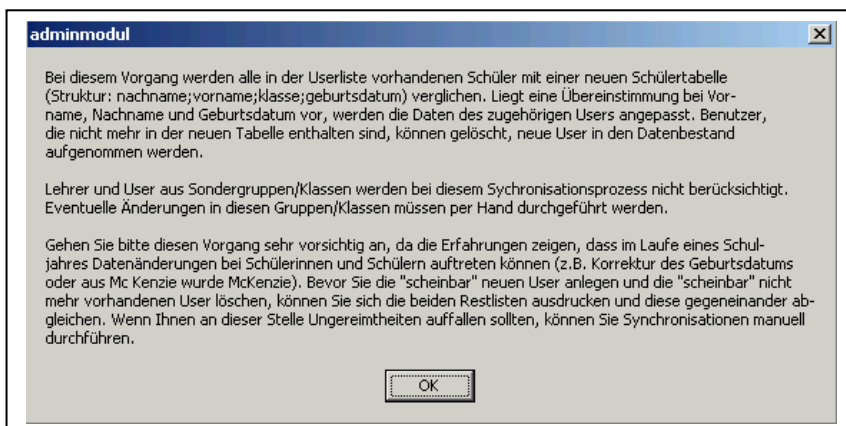 adminmodul
Bei diesem Vorgang werden alle in der Userliste vorhandenen Schüler mit einer neuen Schülertabelle
(Struktur: nachname;vorname;klasse;geburtsdatum) verglichen. Liegt eine Übereinstimmung bei Vor-
name, Nachname und Geburtsdatum vor, werden die Daten des zugehörigen Users angepasst. Benutzer,
die nicht mehr in der neuen Tabelle enthalten sind, können gelöscht, neue User in den Datenbestand
aufgenommen werden.
Lehrer und User aus Sondergruppen/Klassen werden bei diesem Sychronisationsprozess nicht berücksichtigt.
Eventuelle Änderungen in diesen Gruppen/Klassen müssen per Hand durchgeführt werden.
Gehen Sie bitte diesen Vorgang sehr vorsichtig an, da die Erfahrungen zeigen, dass im Laufe eines Schul-
jahres Datenänderungen bei Schülerinnen und Schülern auftreten können (z.B. Korrektur des Geburtsdatums
oder aus Mc Kenzie wurde McKenzie). Bevor Sie die "scheinbar" neuen User anlegen und die "scheinbar" nicht
mehr vorhandenen User löschen, können Sie sich die beiden Restlisten ausdrucken und diese gegeneinander ab-
gleichen. Wenn Ihnen an dieser Stelle Ungereimtheiten auffallen sollten, können Sie Synchronisationen manuell
durchführen.
OK